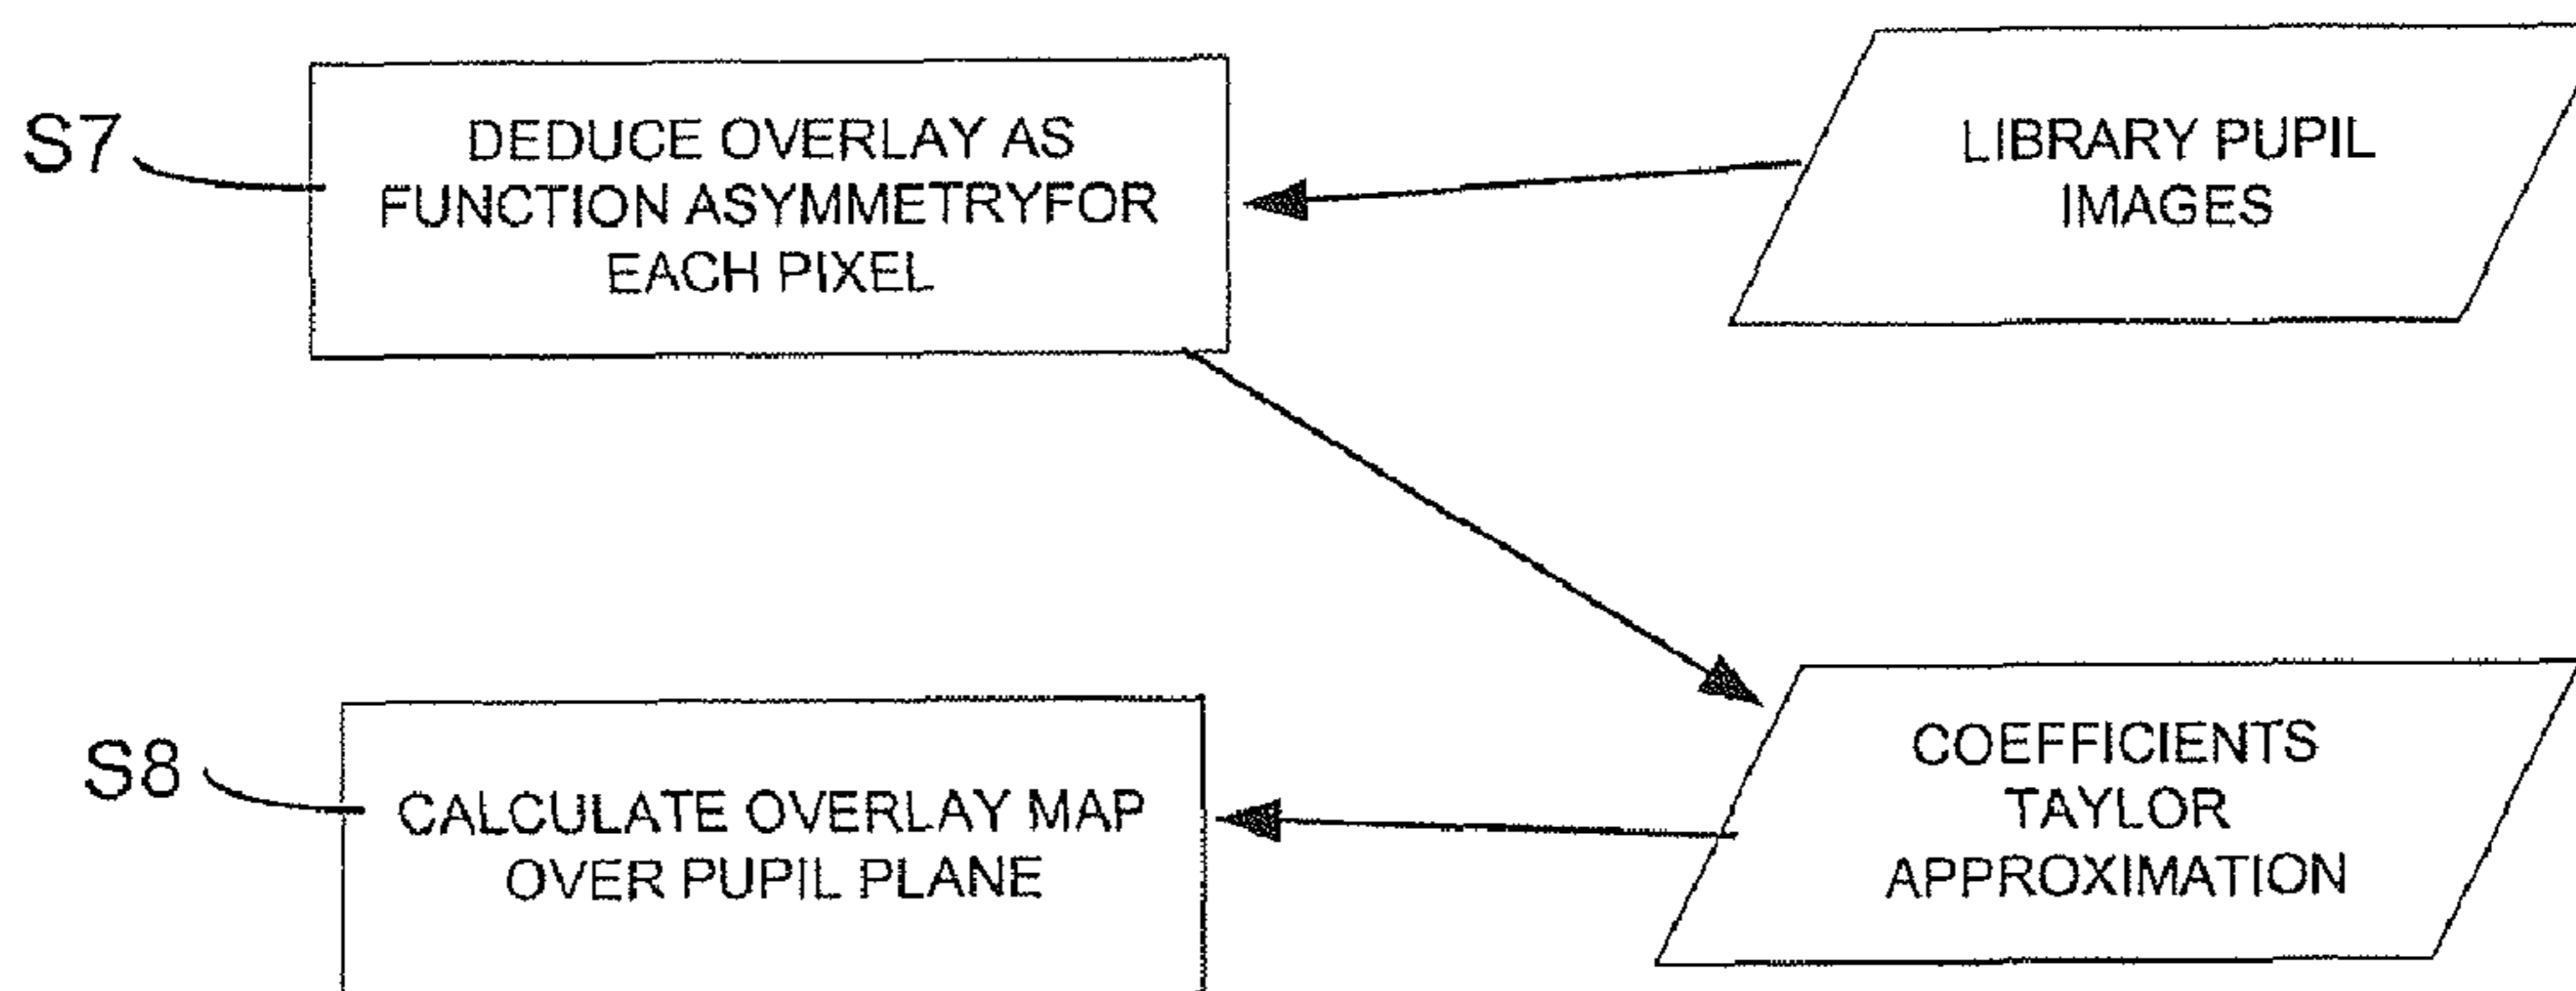 S7
DEDUCE OVERLAY AS
FUNCTION ASYMMETRYFOR
EACH PIXEL
LIBRARY PUPIL
IMAGES
S8
CALCULATE OVERLAY MAP
OVER PUPIL PLANE
COEFFICIENTS
TAYLOR
APPROXIMATION